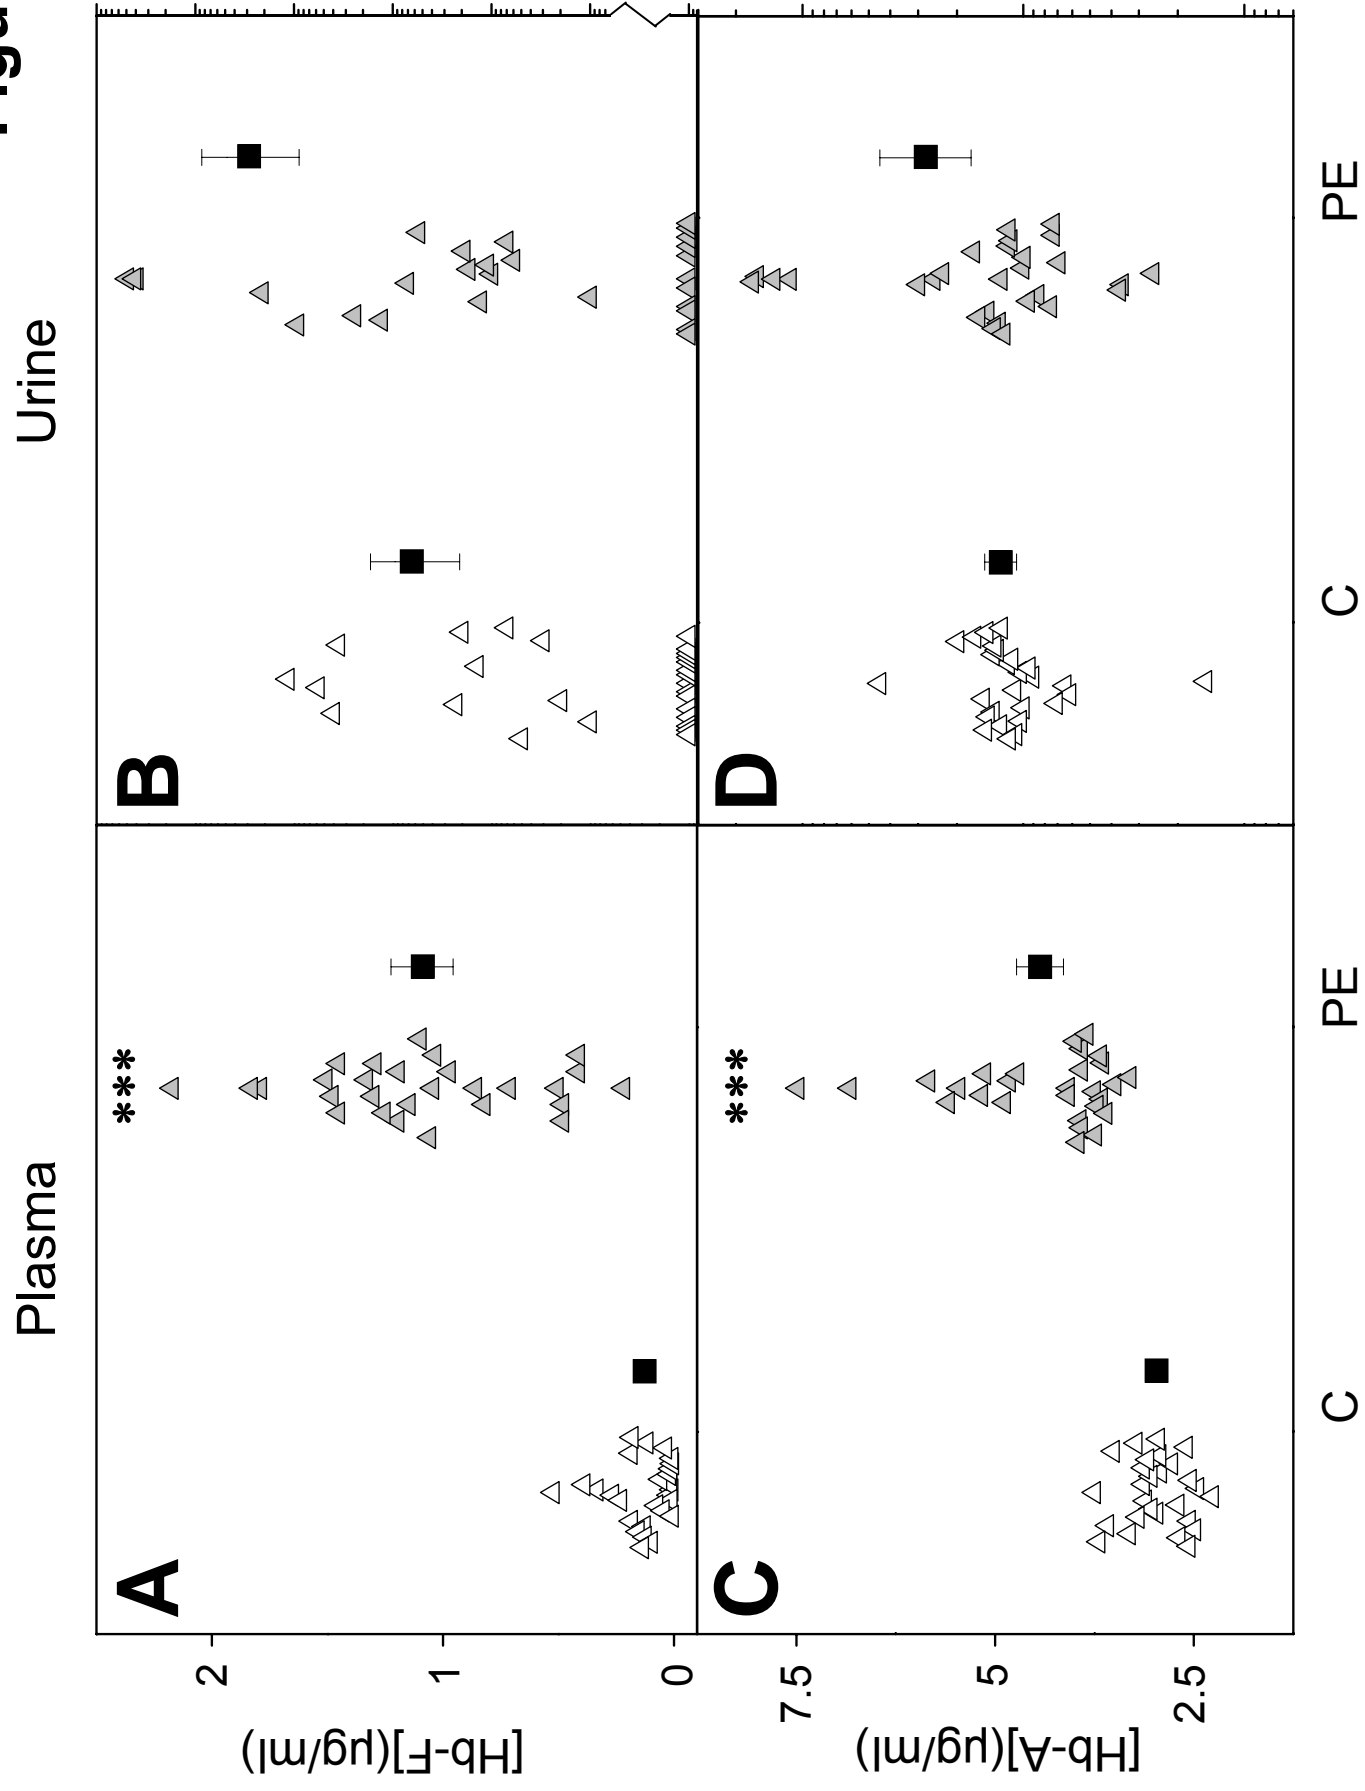 Plasma
Urine
A
***
B
2
1
0
[Hb-F](µg/ml)
C
***
D
7.5
5
2.5
[Hb-A](µg/ml)
C
PE
C
PE